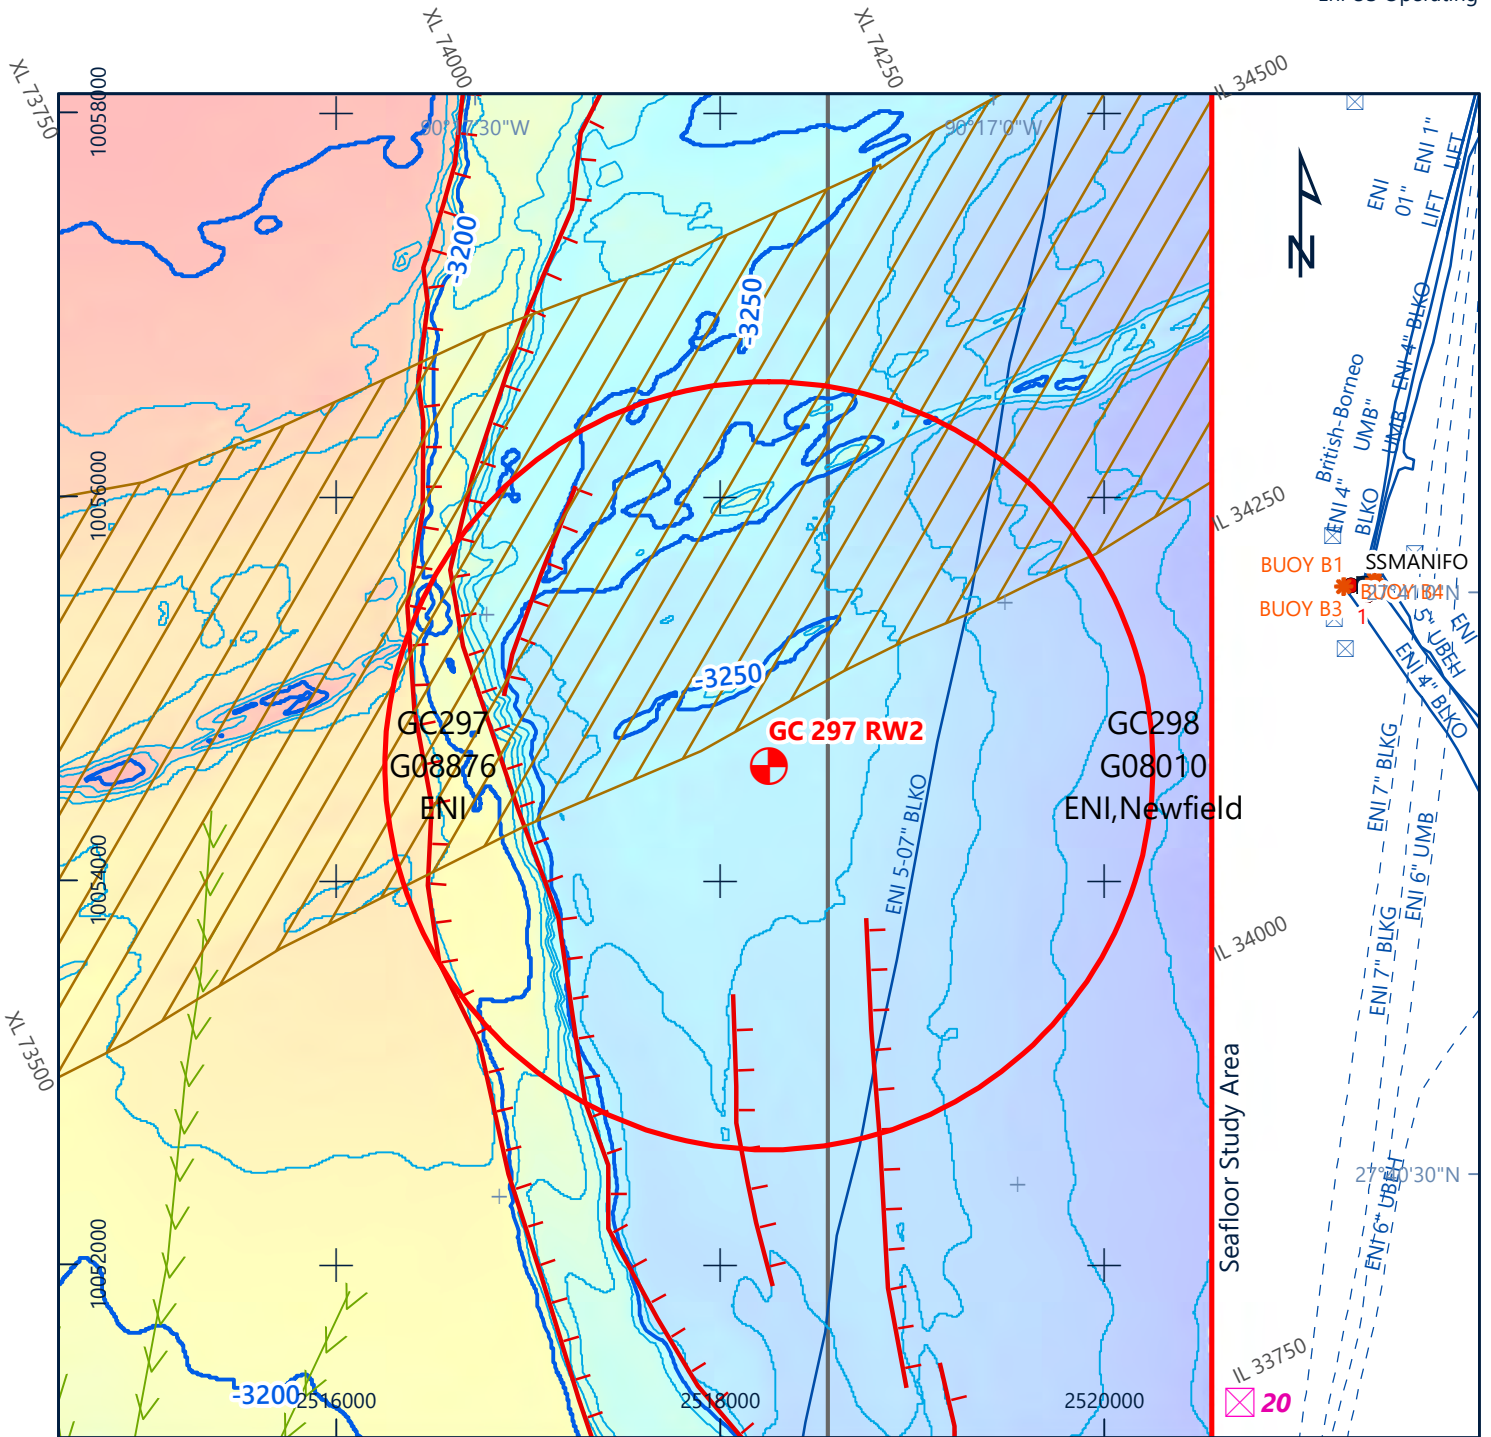 XL 73750
XL 74000
XL 74250
IL 34500
10058000
90°17'0"W
ENI 1"
LIFT
ENI
01"
LIFT
-3200
-3250
ENI 4" BLKO
British-Borneo
UMB"
UMB
N
10056000
IL 34250
ENI 4"
BLKO
BUOY B1
SSMANIFO
BUOY B4
27°41'0"N
BUOY B3
1
5" UBEH
ENI
ENI 4" BLKO
-3250
GC297
G08876
ENI
GC 297 RW2
GC298
G08010
ENI,Newfield
ENI 5-07" BLKO
ENI 7" BLKG
ENI 6" UMB
10054000
IL 34000
ENI 7" BLKG
XL 73500
Seafloor Study Area
27°40'30"N
ENI 6" UBEH
10052000
IL 33750
-3200
2516000
2518000
2520000
20